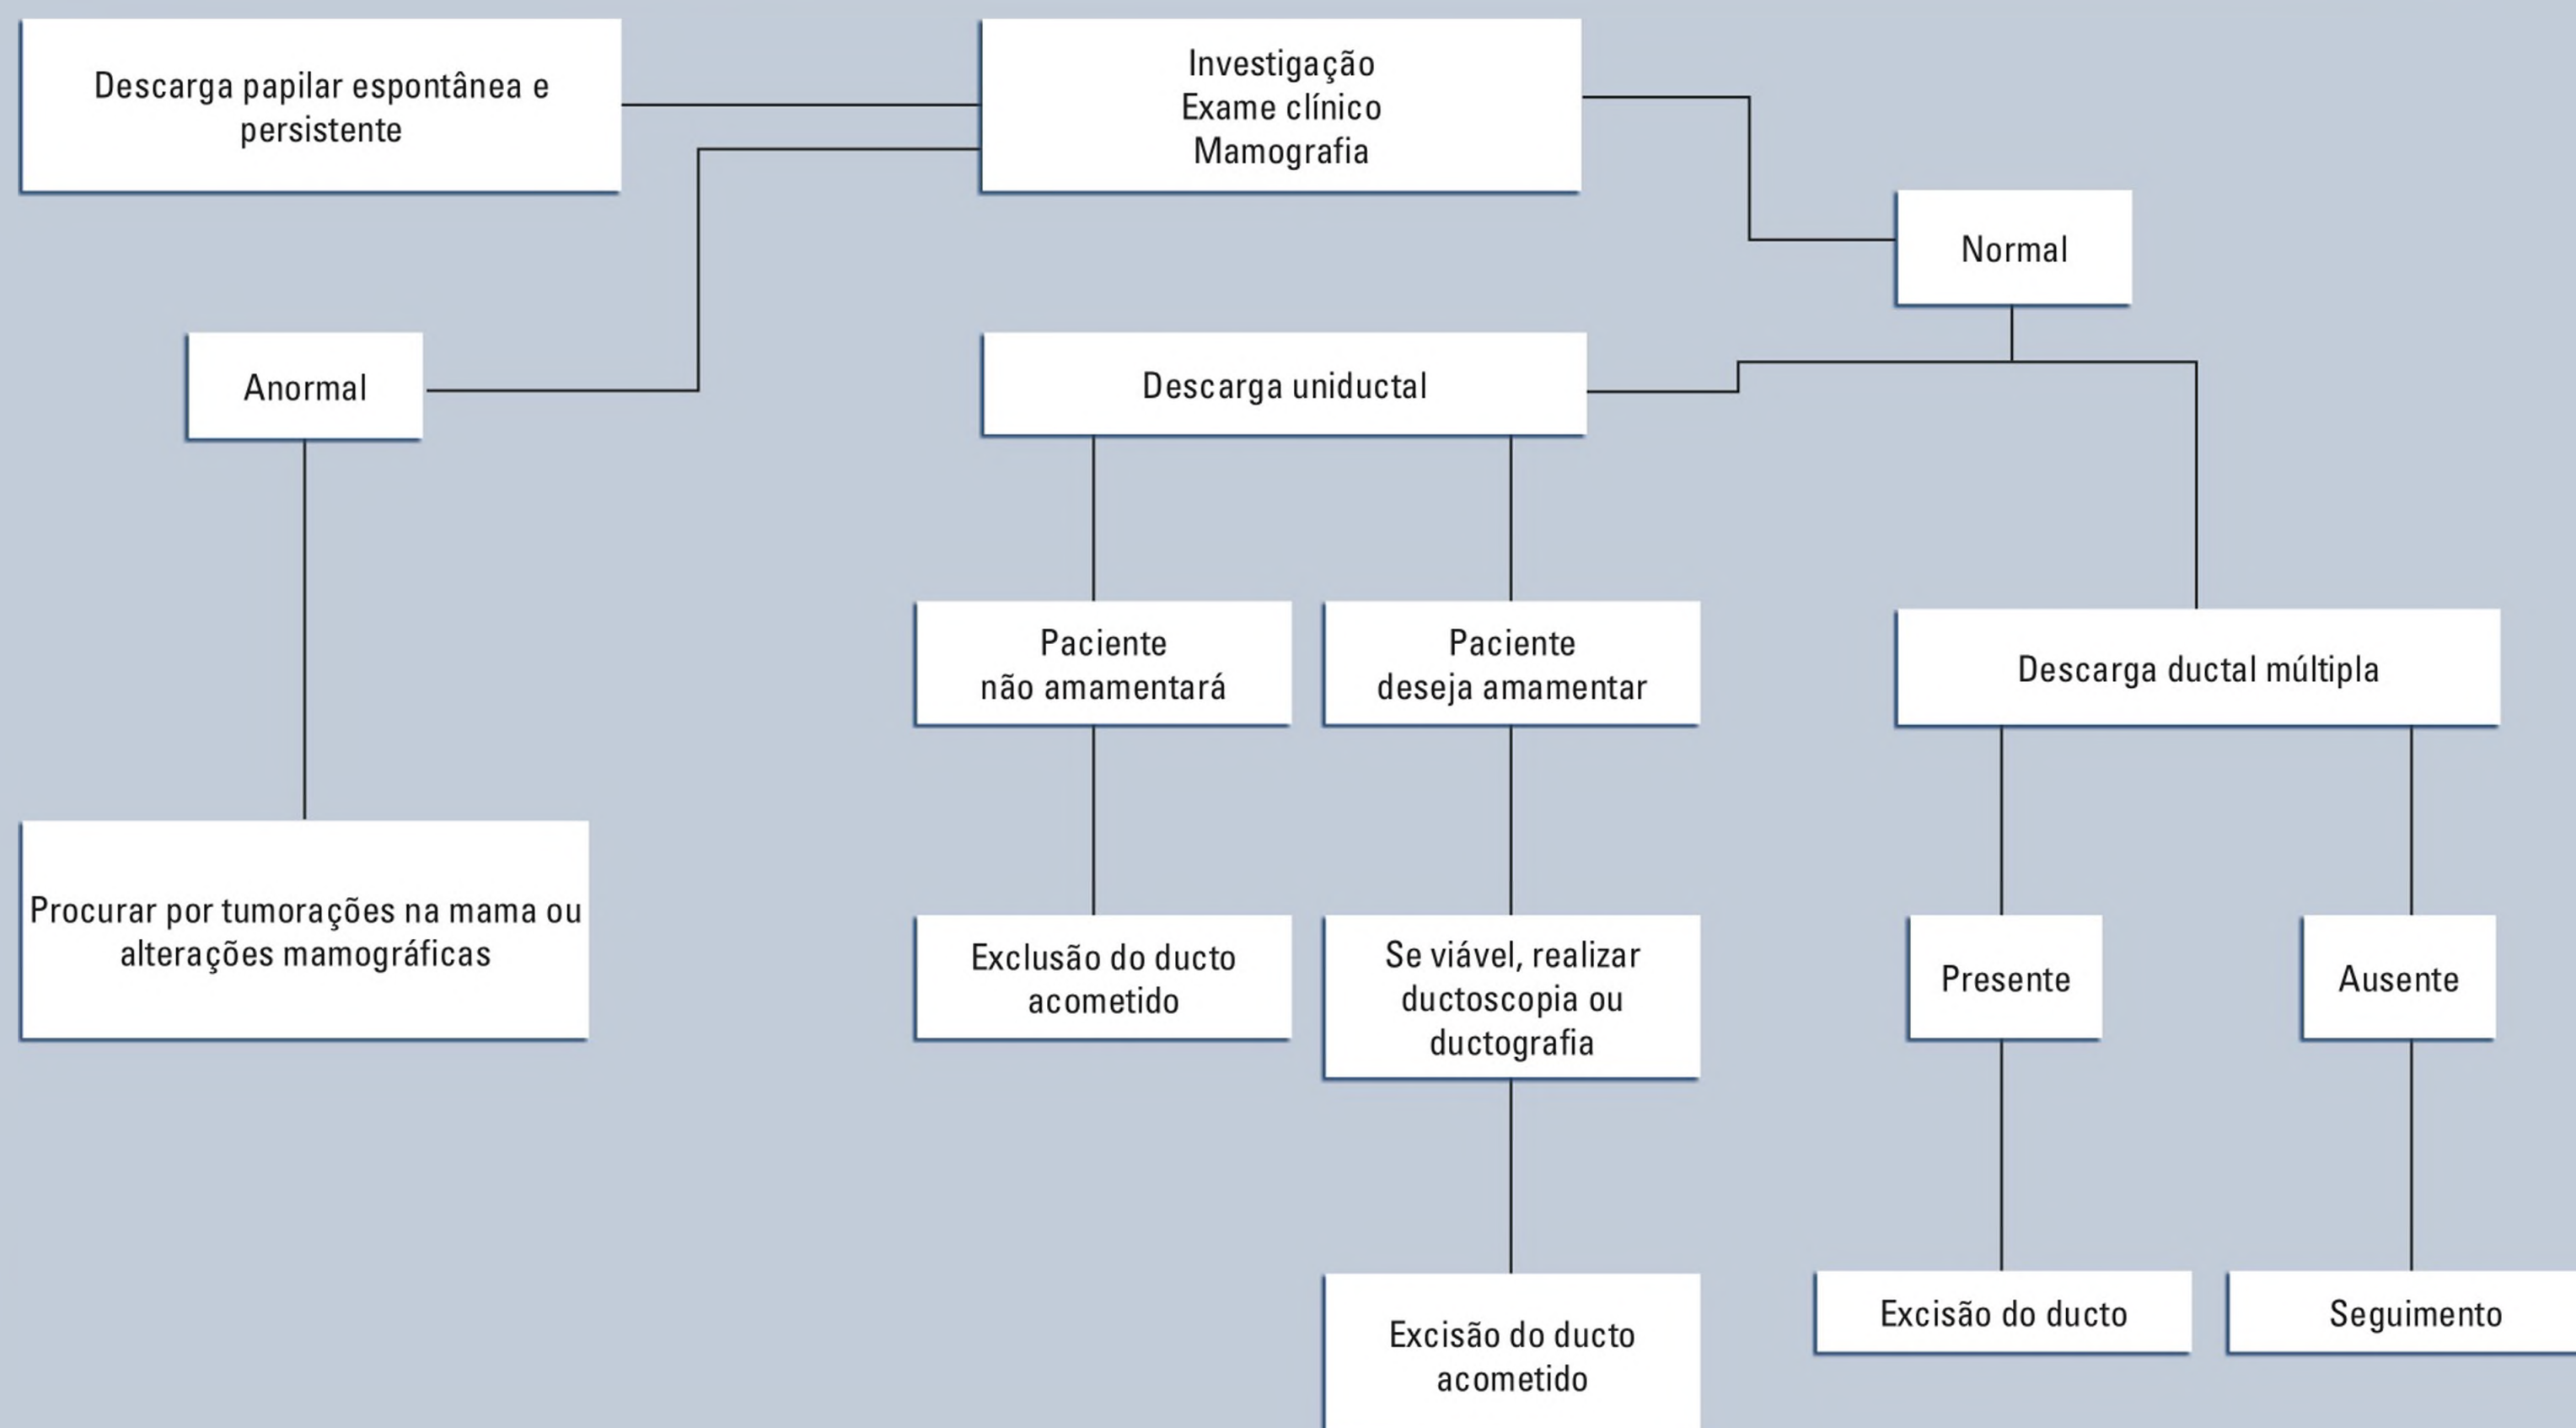 Descarga papilar espontânea e
persistente
Investigação
Exame clínico
Mamografia
Normal
Anormal
Descarga uniductal
Paciente
não amamentará
Paciente
deseja amamentar
Descarga ductal múltipla
Procurar por tumorações na mama ou
alterações mamográficas
Exclusão do ducto
acometido
Se viável, realizar
ductoscopia ou
ductografia
Presente
Ausente
Excisão do ducto
acometido
Excisão do ducto
Seguimento